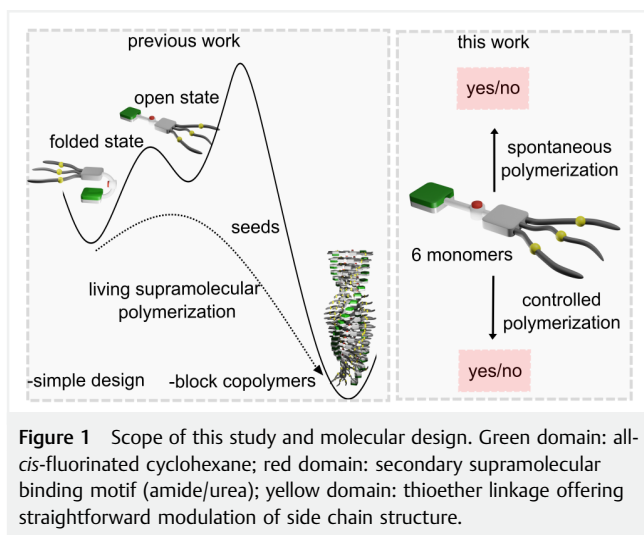 previous work
open state
folded state
seeds
living supramolecular
polymerization
-simple design
-block copolymers
this work
yes/no
spontaneous
polymerization
6 monomers
controlled
polymerization
yes/no
Figure 1 Scope of this study and molecular design. Green domain: all-
cis-fluorinated cyclohexane; red domain: secondary supramolecular
binding motif (amide/urea); yellow domain: thioether linkage offering
straightforward modulation of side chain structure.